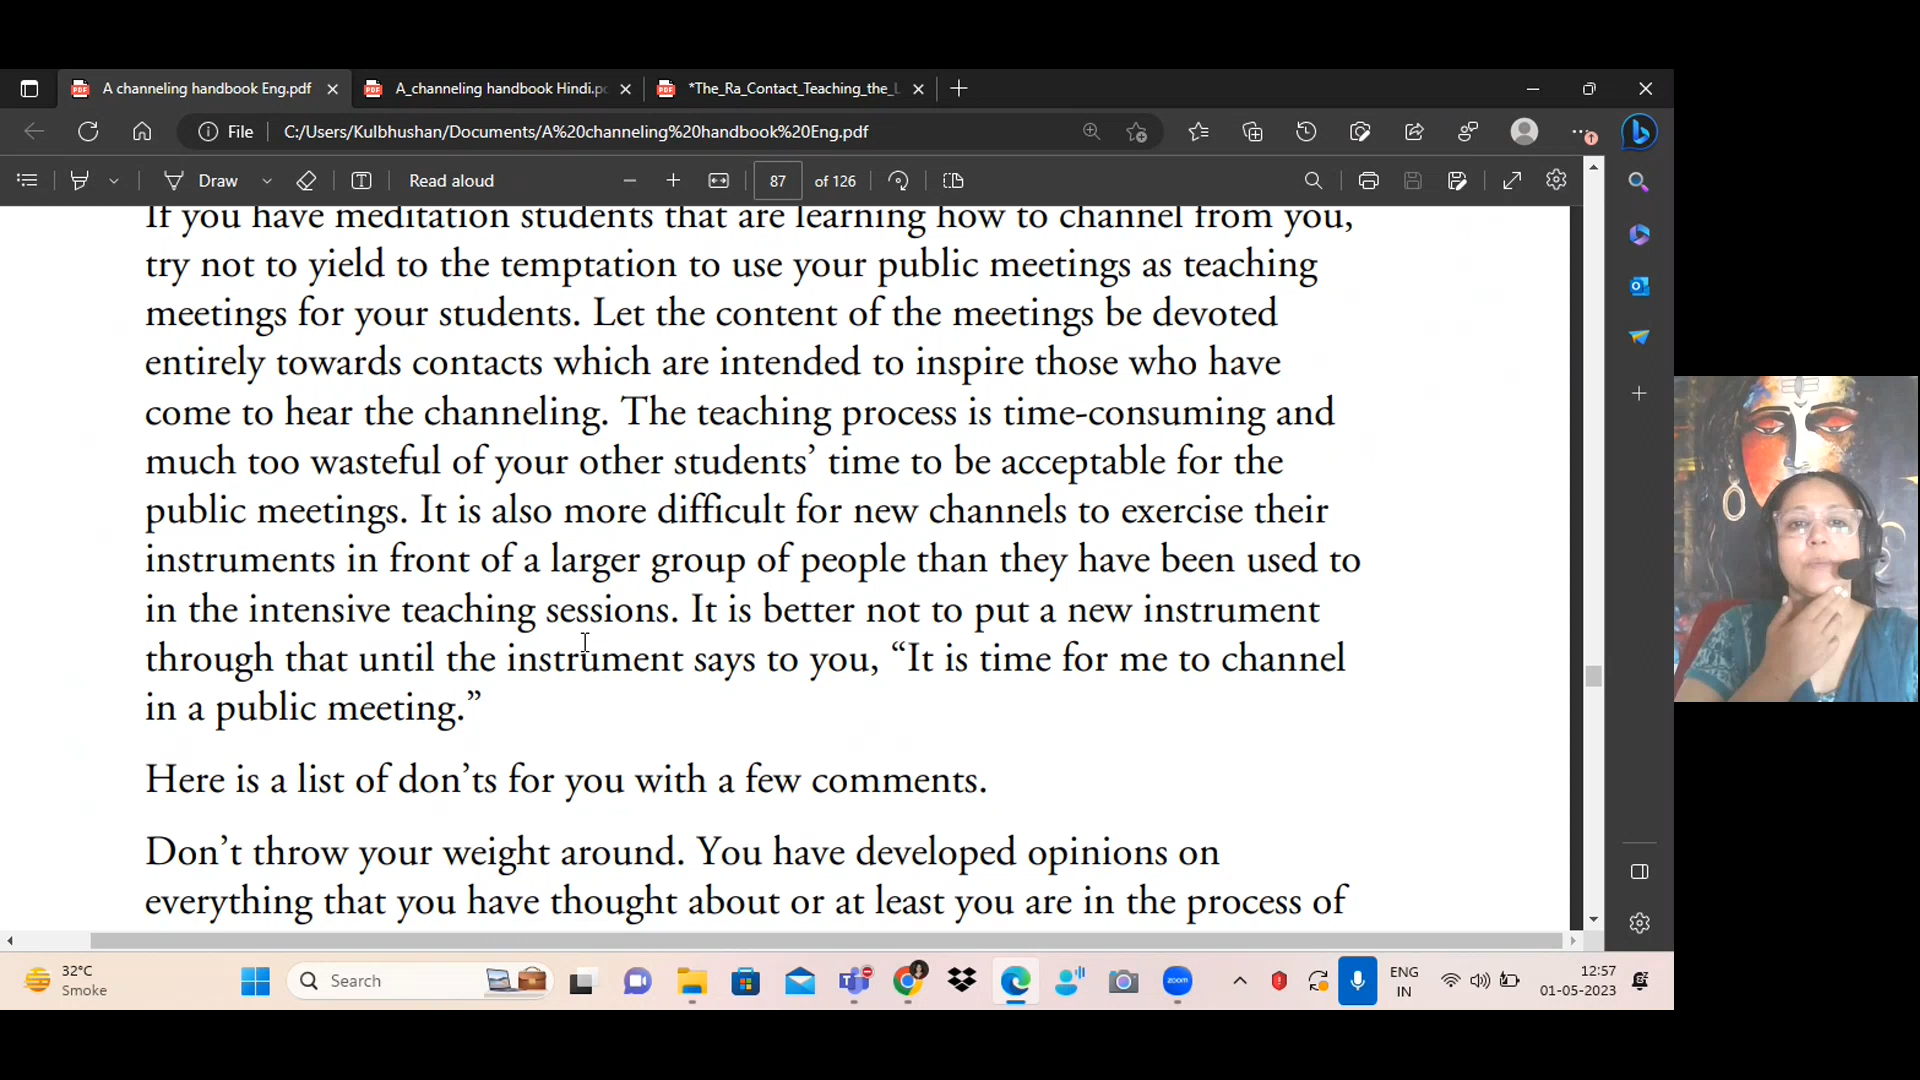 A channeling handbook Eng.pdf
A_channeling handbook Hindi.p
*The_Ra_Contact_Teaching_the_L
File
C:/Users/Kulbhushan/Documents/A%20channeling%20handbook%20Eng.pdf
Draw
Read aloud
87 of 126
If you have meditation students that are learning how to channel from you,
try not to yield to the temptation to use your public meetings as teaching
meetings for your students. Let the content of the meetings be devoted
entirely towards contacts which are intended to inspire those who have
come to hear the channeling. The teaching process is time-consuming and
much too wasteful of your other students’ time to be acceptable for the
public meetings. It is also more difficult for new channels to exercise their
instruments in front of a larger group of people than they have been used to
in the intensive teaching sessions. It is better not to put a new instrument
through that until the instrument says to you, “It is time for me to channel
in a public meeting.”
Here is a list of don’ts for you with a few comments.
Don’t throw your weight around. You have developed opinions on
everything that you have thought about or at least you are in the process of
32°C
Smoke
Search
zoom
ENG
IN
12:57
01-05-2023